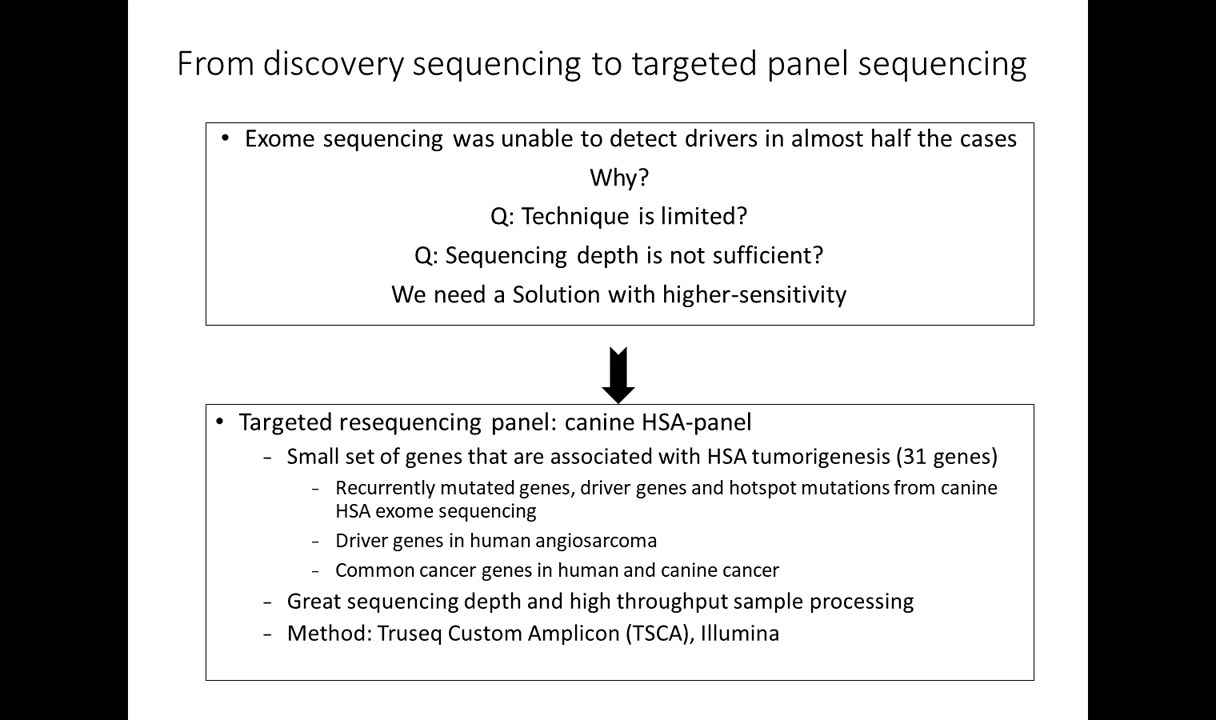 From discovery sequencing to targeted panel sequencing
• Exome sequencing was unable to detect drivers in almost half the cases
Why?
Q: Technique is limited?
Q: Sequencing depth is not sufficient?
We need a Solution with higher-sensitivity
• Targeted resequencing panel: canine HSA-panel
– Small set of genes that are associated with HSA tumorigenesis (31 genes)
– Recurrently mutated genes, driver genes and hotspot mutations from canine
HSA exome sequencing
– Driver genes in human angiosarcoma
– Common cancer genes in human and canine cancer
– Great sequencing depth and high throughput sample processing
– Method: Truseq Custom Amplicon (TSCA), Illumina